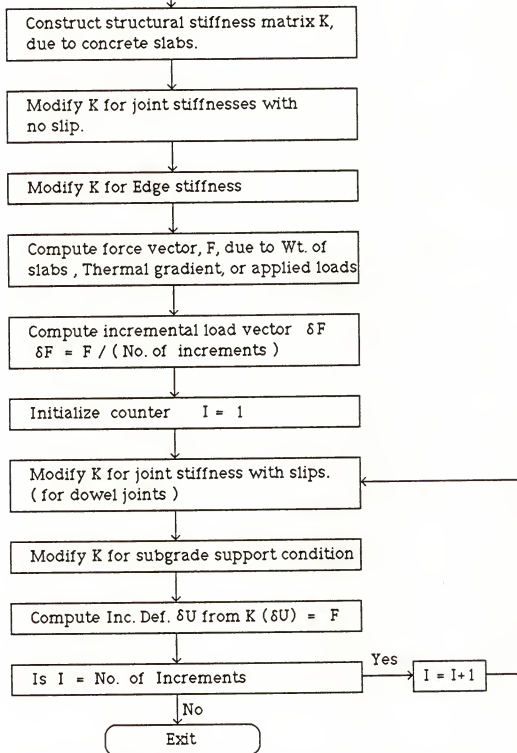 Construct structural stiffness matrix K,
due to concrete slabs.
Modify K for joint stiffnesses with
no slip.
Modify K for Edge stiffness
Compute force vector, F, due to Wt. of
slabs , Thermal gradient, or applied loads
Compute incremental load vector δF
δF = F / ( No. of increments )
Initialize counter I = 1
Modify K for joint stiffness with slips.
( for dowel joints )
Modify K for subgrade support condition
Compute Inc. Def. δU from K (δU) = F
Is I = No. of Increments
Yes
I = I+1
No
Exit